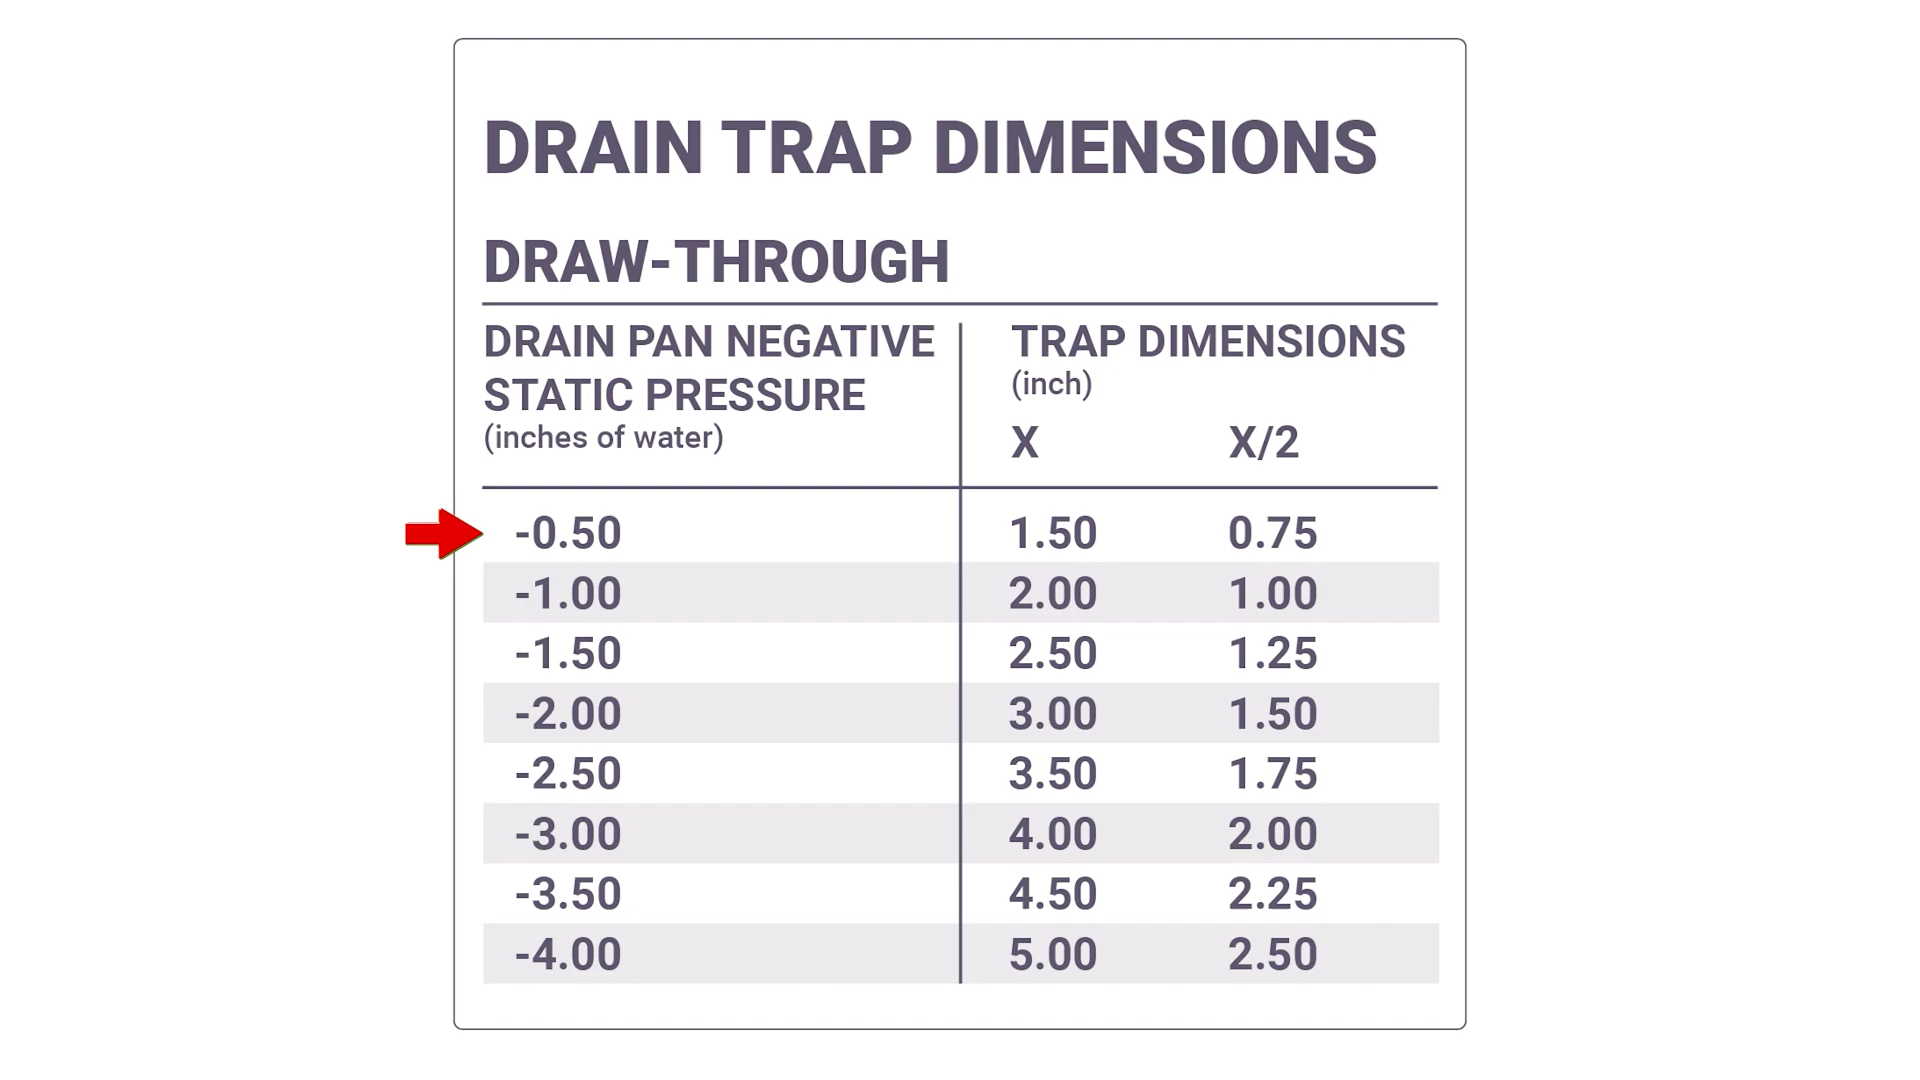 DRAIN TRAP DIMENSIONS
DRAW-THROUGH
DRAIN PAN NEGATIVE
STATIC PRESSURE
(inches of water)
TRAP DIMENSIONS
(inch)
X X/2
-0.50 1.50 0.75
-1.00 2.00 1.00
-1.50 2.50 1.25
-2.00 3.00 1.50
-2.50 3.50 1.75
-3.00 4.00 2.00
-3.50 4.50 2.25
-4.00 5.00 2.50